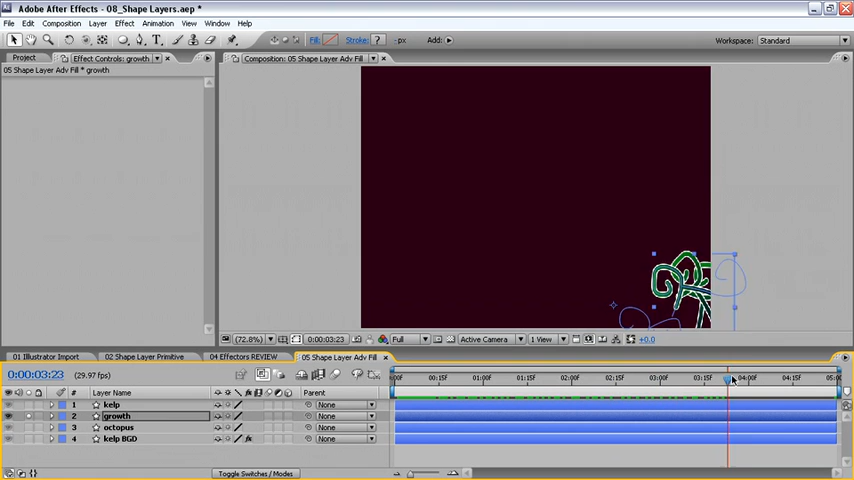 Adobe After Effects - 08_Shape Layers.aep *
File Edit Composition Layer Effect Animation View Window Help
Fill: Stroke: ? - px Add: Workspace: Standard
Project Effect Controls: growth Composition: 05 Shape Layer Adv Fill
05 Shape Layer Adv Fill * growth
(72.8%) 0:00:03:23 Full Active Camera 1 View +0.0
01 Illustrator Import 02 Shape Layer Primitive 04 Effectors REVIEW 05 Shape Layer Adv Fill
0:00:03:23 (29.97 fps) :00F 00:15F 01:00F 01:15F 02:00F 02:15F 03:00F 03:15F 04:00F 04:15F 05:00
# Layer Name Parent
1 kelp None
2 growth None
3 octopus None
4 kelp BGD None
Toggle Switches / Modes